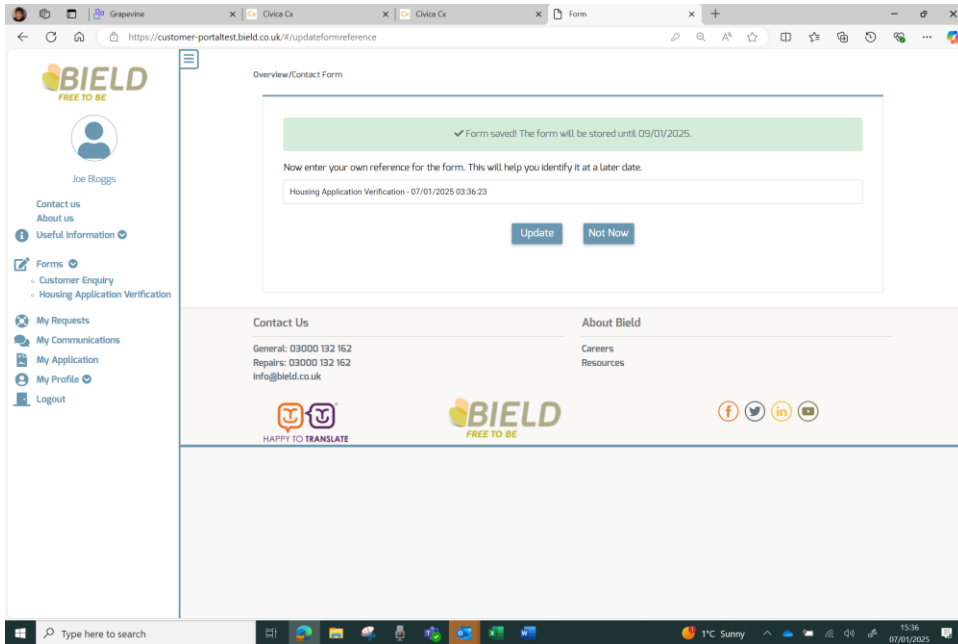 Grapevine
Civica Cx
Civica Cx
Form
https://customer-portaltest.bield.co.uk/#/updateformreference
BIELD
FREE TO BE
Joe Bloggs
Contact us
About us
Useful Information
Forms
Customer Enquiry
Housing Application Verification
My Requests
My Communications
My Application
My Profile
Logout
Overview/Contact Form
Form saved! The form will be stored until 09/01/2025.
Now enter your own reference for the form. This will help you identify it at a later date.
Housing Application Verification - 07/01/2025 03:36:23
Update
Not Now
Contact Us
General: 03000 132 162
Repairs: 03000 132 162
info@bield.co.uk
About Bield
Careers
Resources
HAPPY TO TRANSLATE
BIELD
FREE TO BE
Type here to search
1°C Sunny
15:36
07/01/2025